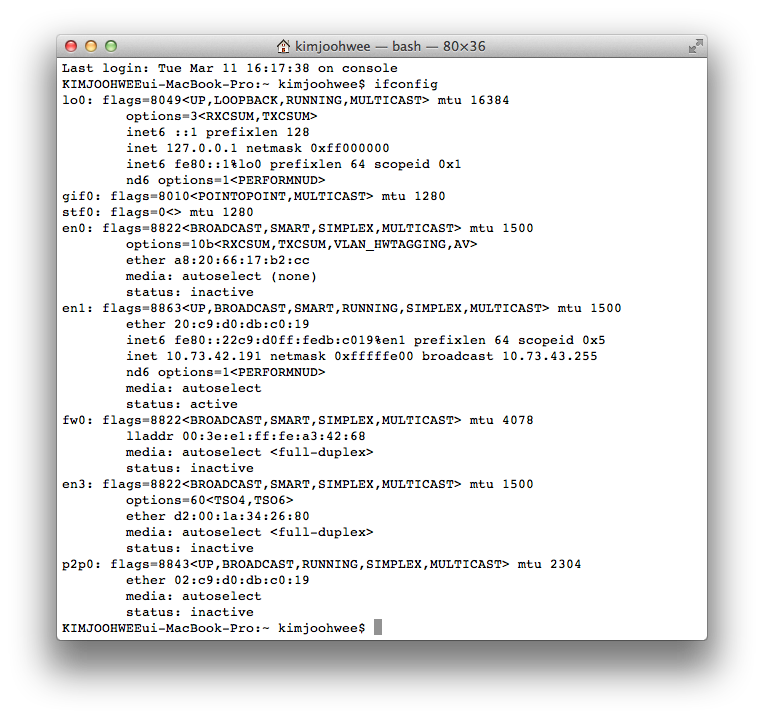 kimjoohwee — bash — 80×36
Last login: Tue Mar 11 16:17:38 on console
KIMJOOHWEEui-MacBook-Pro:~ kimjoohwee$ ifconfig
lo0: flags=8049<UP,LOOPBACK,RUNNING,MULTICAST> mtu 16384
options=3<RXCSUM,TXCSUM>
inet6 ::1 prefixlen 128
inet 127.0.0.1 netmask 0xff000000
inet6 fe80::1%lo0 prefixlen 64 scopeid 0x1
nd6 options=1<PERFORMNUD>
gif0: flags=8010<POINTOPOINT,MULTICAST> mtu 1280
stf0: flags=0<> mtu 1280
en0: flags=8822<BROADCAST,SMART,SIMPLEX,MULTICAST> mtu 1500
options=10b<RXCSUM,TXCSUM,VLAN_HWTAGGING,AV>
ether a8:20:66:17:b2:cc
media: autoselect (none)
status: inactive
en1: flags=8863<UP,BROADCAST,SMART,RUNNING,SIMPLEX,MULTICAST> mtu 1500
ether 20:c9:d0:db:c0:19
inet6 fe80::22c9:d0ff:fedb:c019%en1 prefixlen 64 scopeid 0x5
inet 10.73.42.191 netmask 0xfffffe00 broadcast 10.73.43.255
nd6 options=1<PERFORMNUD>
media: autoselect
status: active
fw0: flags=8822<BROADCAST,SMART,SIMPLEX,MULTICAST> mtu 4078
lladdr 00:3e:e1:ff:fe:a3:42:68
media: autoselect <full-duplex>
status: inactive
en3: flags=8822<BROADCAST,SMART,SIMPLEX,MULTICAST> mtu 1500
options=60<TSO4,TSO6>
ether d2:00:1a:34:26:80
media: autoselect <full-duplex>
status: inactive
p2p0: flags=8843<UP,BROADCAST,RUNNING,SIMPLEX,MULTICAST> mtu 2304
ether 02:c9:d0:db:c0:19
media: autoselect
status: inactive
KIMJOOHWEEui-MacBook-Pro:~ kimjoohwee$